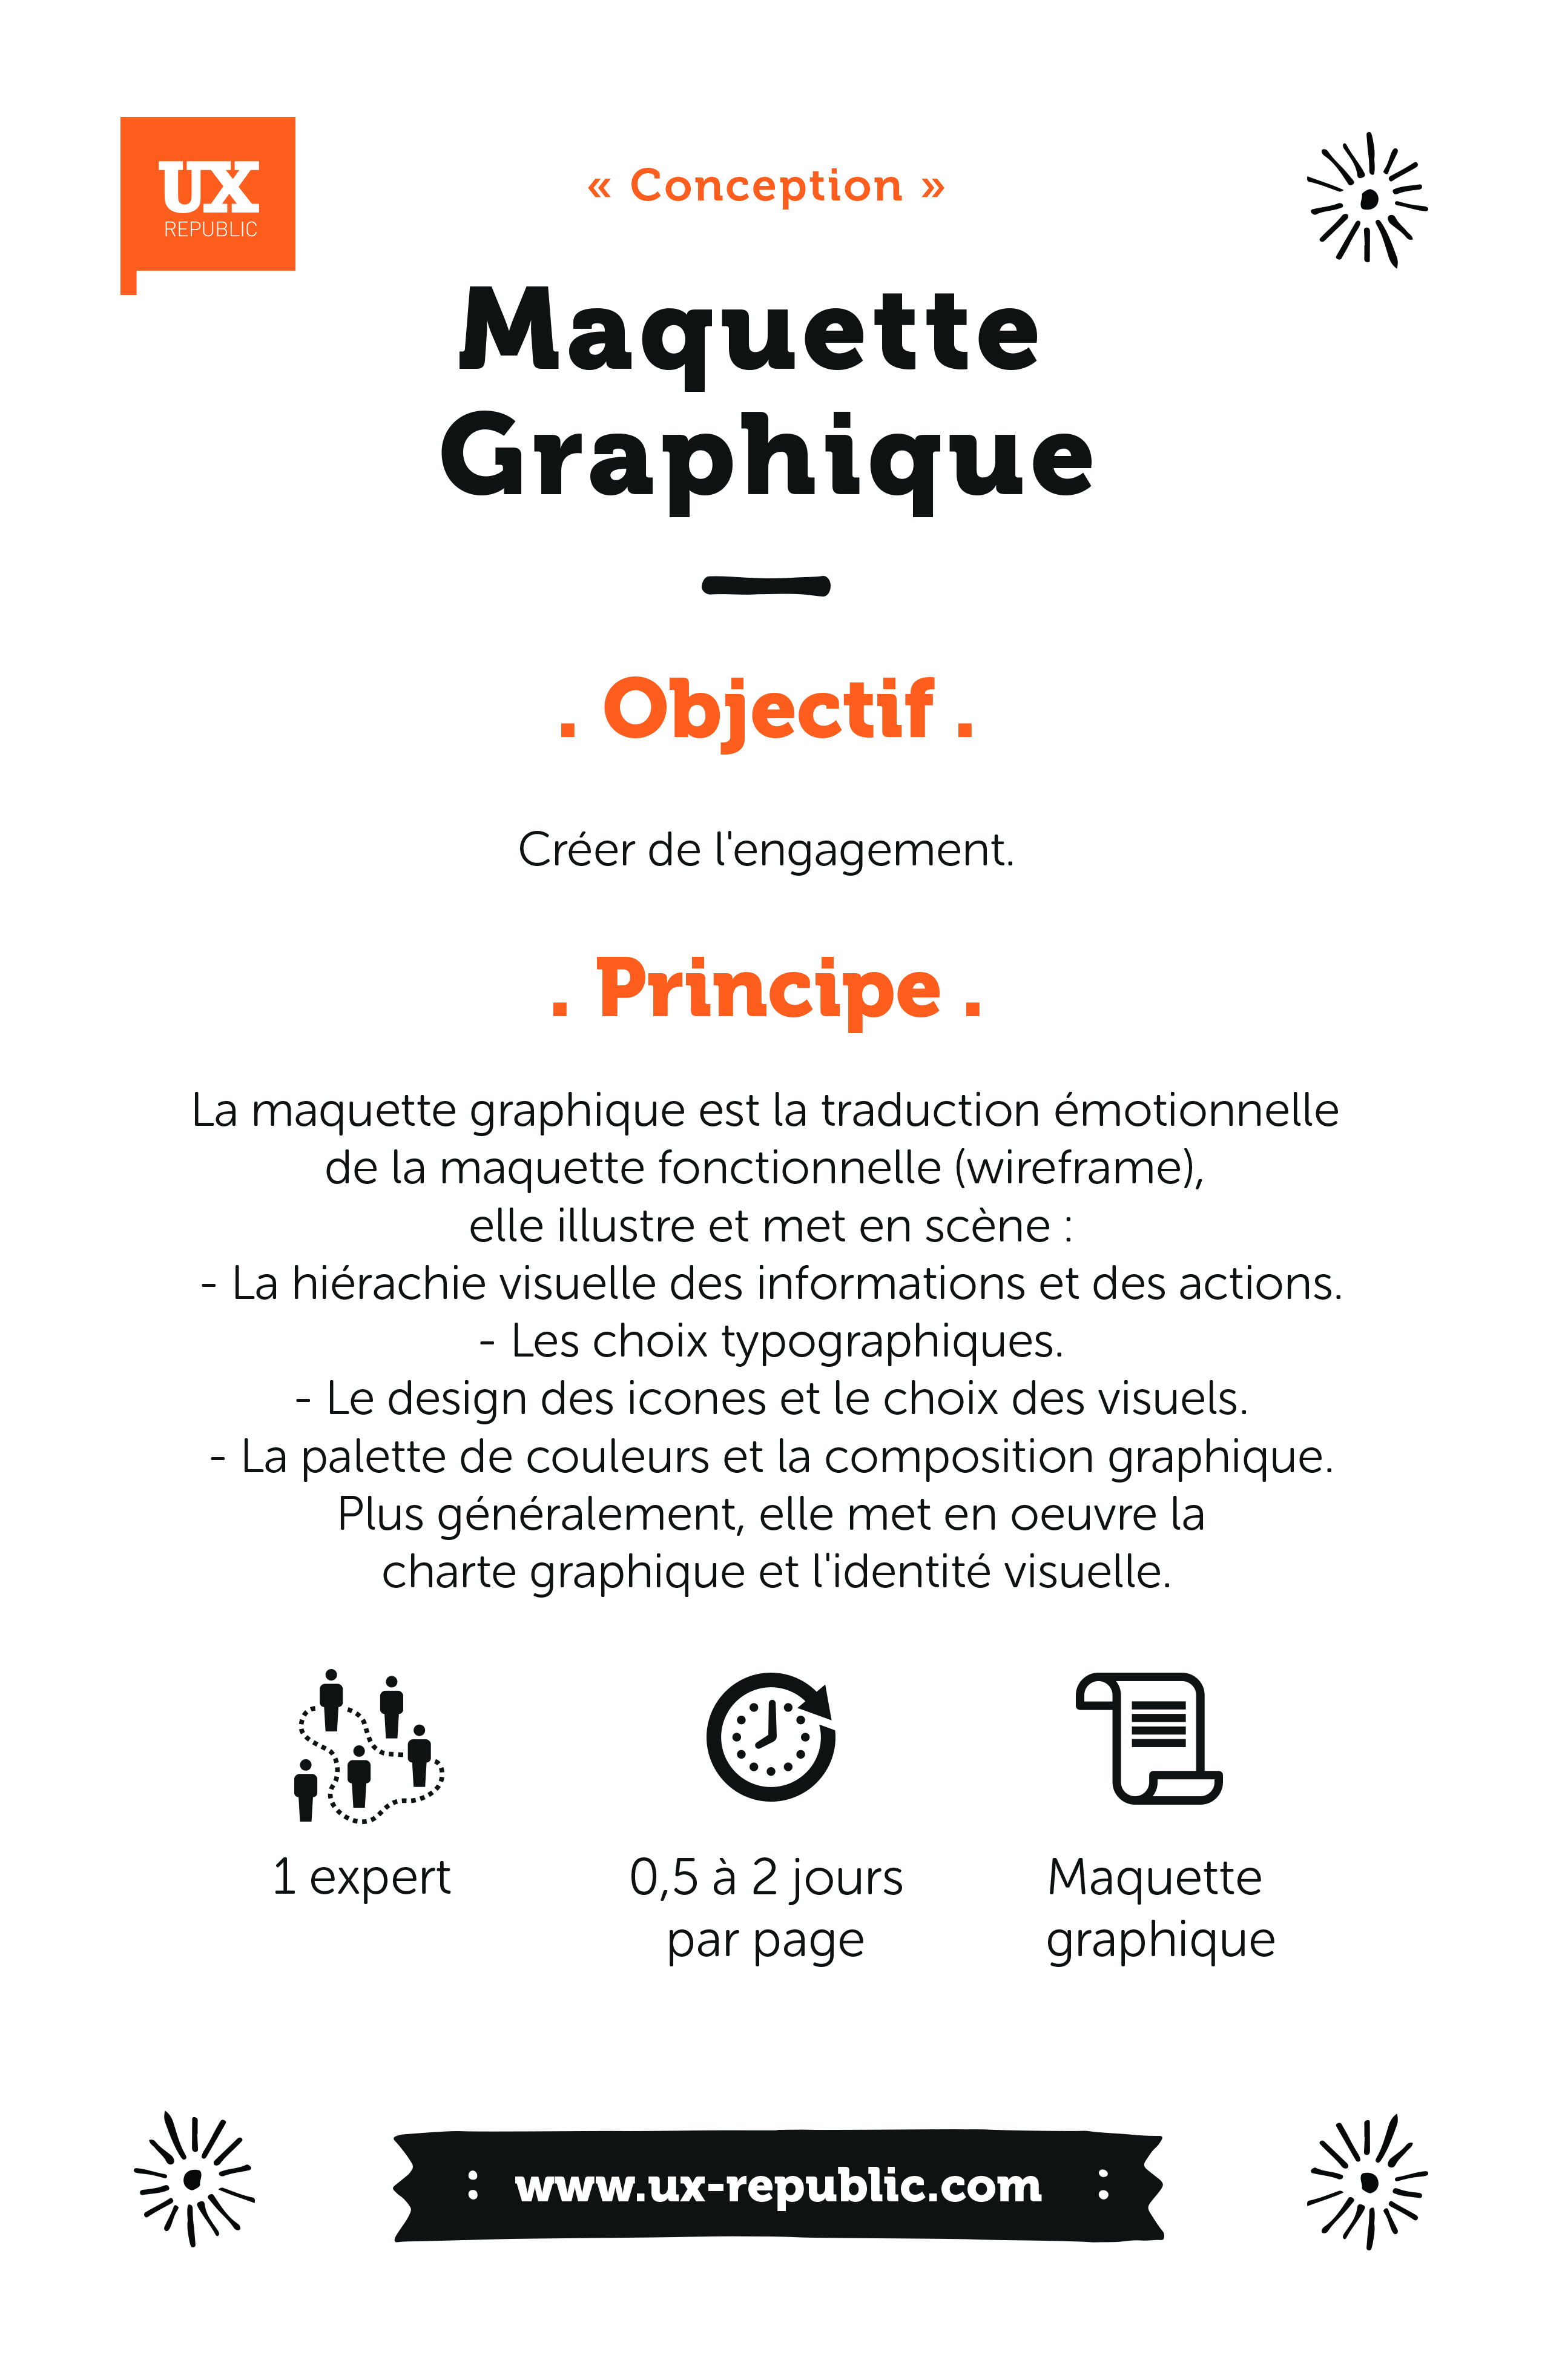 UX
REPUBLIC
« Conception »
Maquette
Graphique
. Objectif .
Créer de l'engagement.
. Principe .
La maquette graphique est la traduction émotionnelle
de la maquette fonctionnelle (wireframe),
elle illustre et met en scène :
- La hiérachie visuelle des informations et des actions.
- Les choix typographiques.
- Le design des icones et le choix des visuels.
- La palette de couleurs et la composition graphique.
Plus généralement, elle met en oeuvre la
charte graphique et l'identité visuelle.
1 expert
0,5 à 2 jours
par page
Maquette
graphique
: www.ux-republic.com :